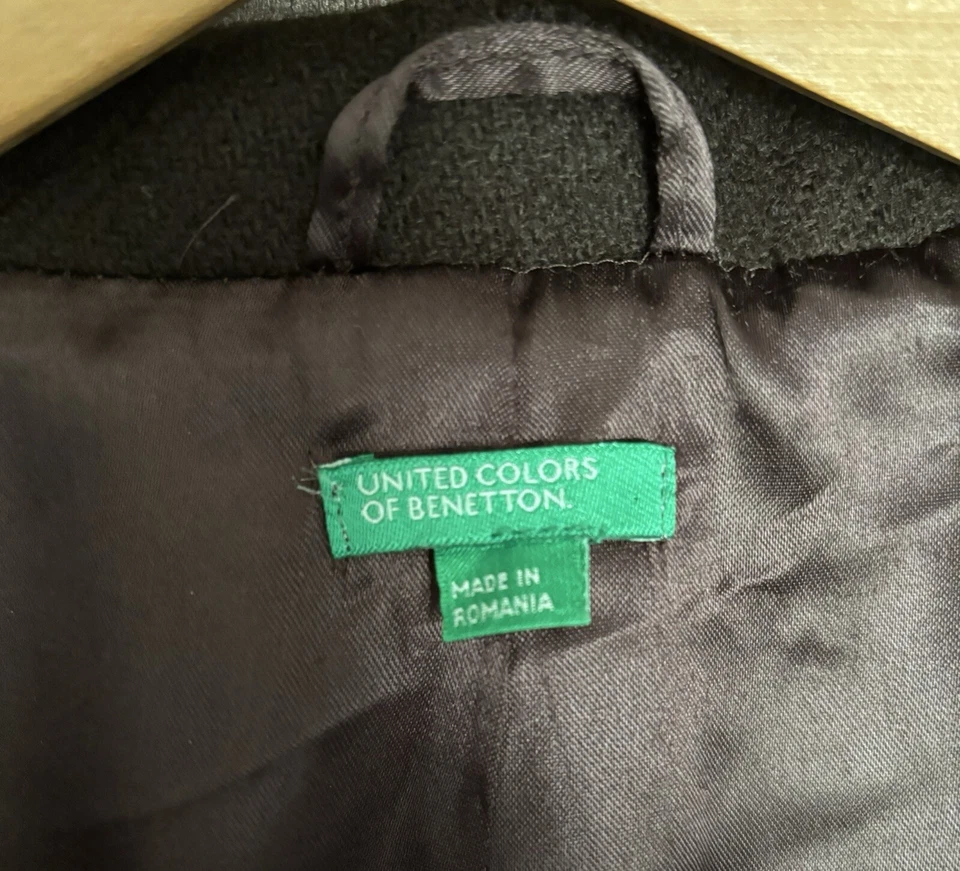 UNITED COLORS
OF BENETTON.
MADE IN
ROMANIA